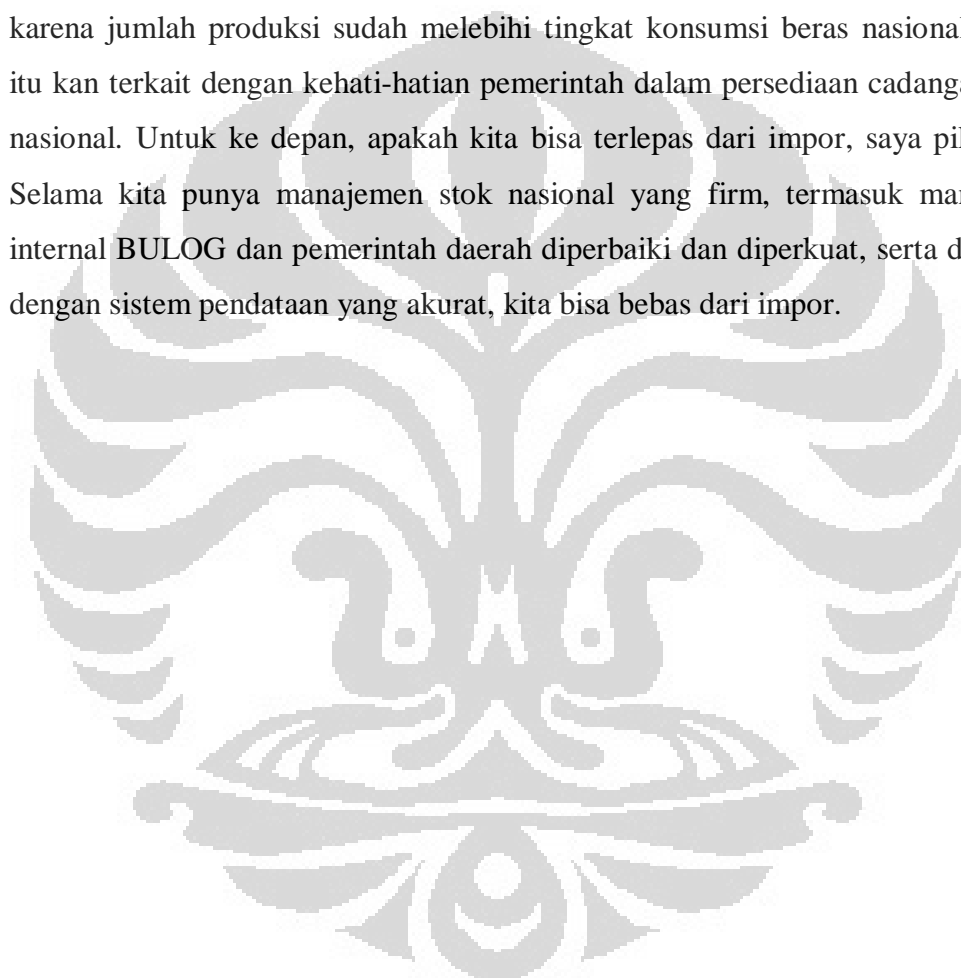 karena jumlah produksi sudah melebihi tingkat konsumsi beras nasional
itu kan terkait dengan kehati-hatian pemerintah dalam persediaan
nasional. Untuk ke depan, apakah kita bisa terlepas dari impor, saya
Selama kita punya manajemen stok nasional yang firm, termasuk
internal BULOG dan pemerintah daerah diperbaiki dan diperkuat, serta
dengan sistem pendataan yang akurat, kita bisa bebas dari impor.